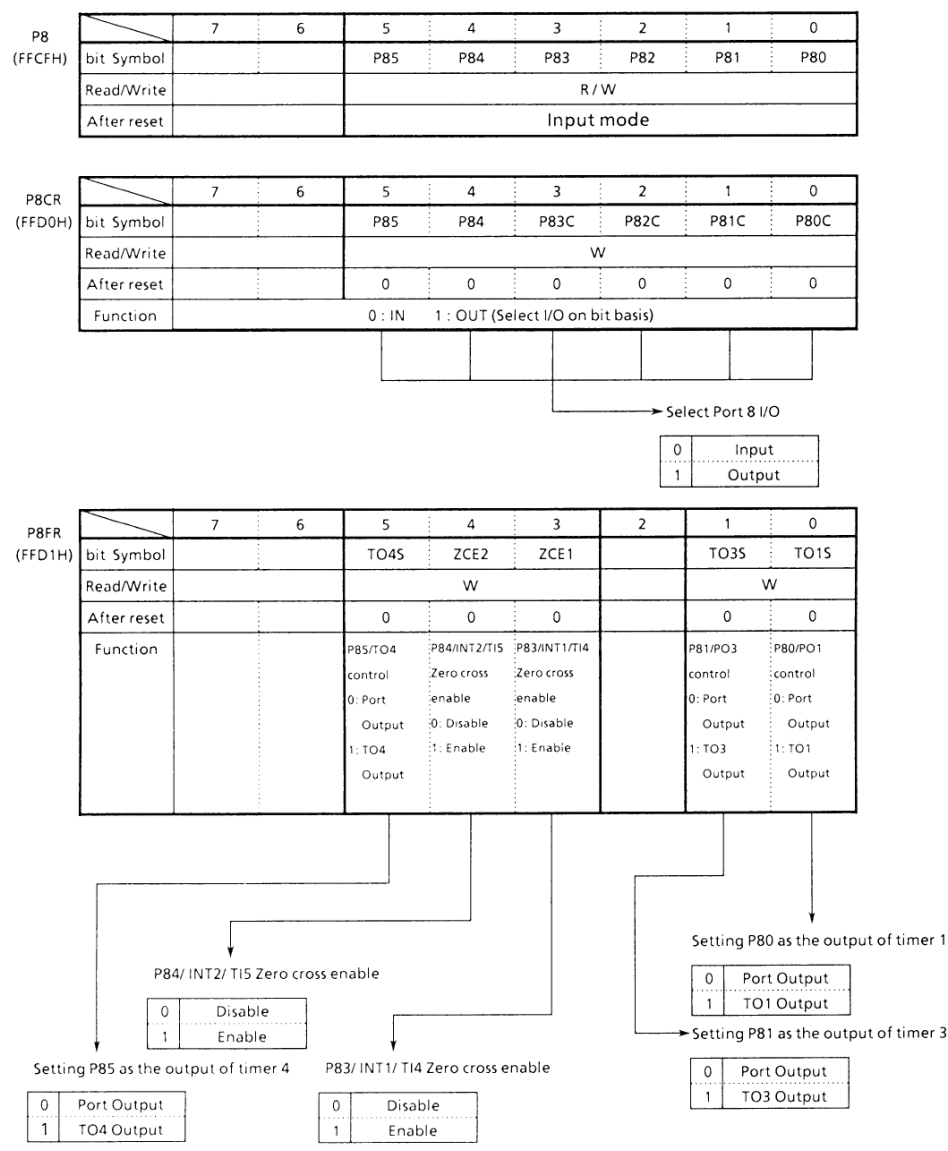 P8
(FFCFH)
7 6 5 4 3 2 1 0
bit Symbol P85 P84 P83 P82 P81 P80
Read/Write R/W
After reset Input mode
P8CR
(FFD0H)
7 6 5 4 3 2 1 0
bit Symbol P85 P84 P83C P82C P81C P80C
Read/Write W
After reset 0 0 0 0 0 0
Function 0 : IN 1 : OUT (Select I/O on bit basis)
Select Port 8 I/O
0 Input
1 Output
P8FR
(FFD1H)
7 6 5 4 3 2 1 0
bit Symbol TO4S ZCE2 ZCE1 TO3S TO1S
Read/Write W W
After reset 0 0 0 0 0
Function P85/TO4 P84/INT2/TI5 P83/INT1/TI4 P81/PO3 P80/PO1
control Zero cross Zero cross control control
0: Port enable enable 0: Port 0: Port
Output 0: Disable 0: Disable Output Output
1: TO4 1: Enable 1: Enable 1: TO3 1: TO1
Output Output Output
Setting P80 as the output of timer 1
0 Port Output
1 TO1 Output
P84/ INT2/ TI5 Zero cross enable
0 Disable
1 Enable
Setting P81 as the output of timer 3
0 Port Output
1 TO3 Output
Setting P85 as the output of timer 4
0 Port Output
1 TO4 Output
P83/ INT1/ TI4 Zero cross enable
0 Disable
1 Enable